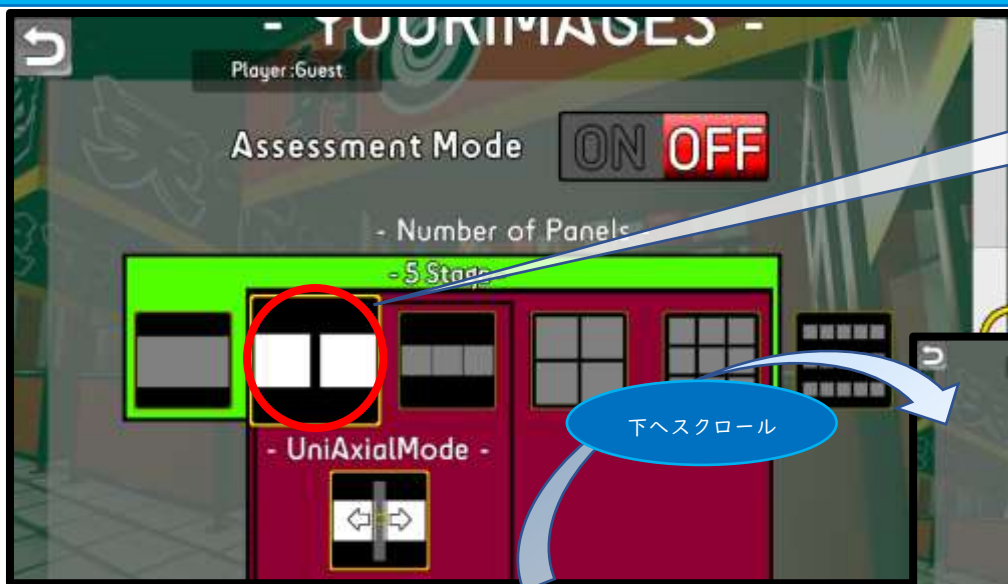 - YOURIMAGES -
Player:Guest
Assessment Mode
ON OFF
- Number of Panels -
- 5 Stage
下へスクロール
- UniAxialMode -